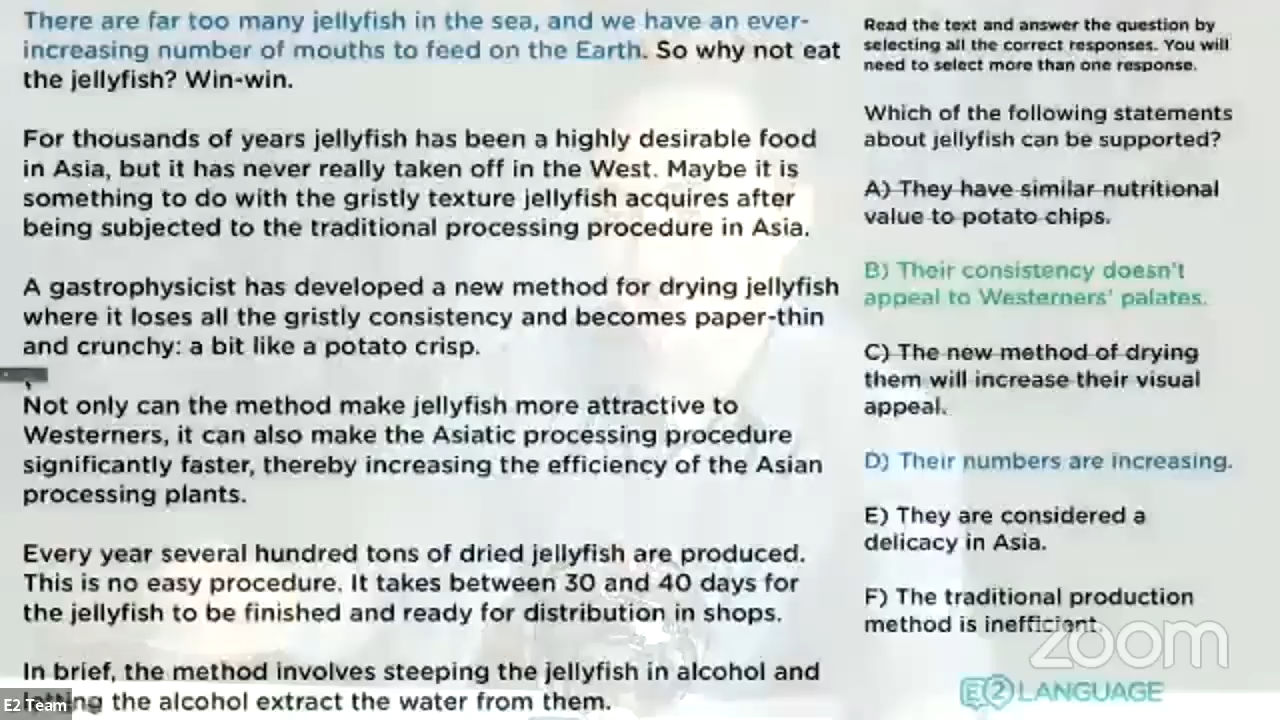 There are far too many jellyfish in the sea, and we have an ever-
increasing number of mouths to feed on the Earth. So why not eat
the jellyfish? Win-win.
For thousands of years jellyfish has been a highly desirable food
in Asia, but it has never really taken off in the West. Maybe it is
something to do with the gristly texture jellyfish acquires after
being subjected to the traditional processing procedure in Asia.
A gastrophysicist has developed a new method for drying jellyfish
where it loses all the gristly consistency and becomes paper-thin
and crunchy: a bit like a potato crisp.
Not only can the method make jellyfish more attractive to
Westerners, it can also make the Asiatic processing procedure
significantly faster, thereby increasing the efficiency of the Asian
processing plants.
Every year several hundred tons of dried jellyfish are produced.
This is no easy procedure. It takes between 30 and 40 days for
the jellyfish to be finished and ready for distribution in shops.
In brief, the method involves steeping the jellyfish in alcohol and
letting the alcohol extract the water from them.
E2 Team
Read the text and answer the question by
selecting all the correct responses. You will
need to select more than one response.
Which of the following statements
about jellyfish can be supported?
A) They have similar nutritional
value to potato chips.
B) Their consistency doesn't
appeal to Westerners' palates.
C) The new method of drying
them will increase their visual
appeal.
D) Their numbers are increasing.
E) They are considered a
delicacy in Asia.
F) The traditional production
method is inefficient.
zoom
E2 LANGUAGE